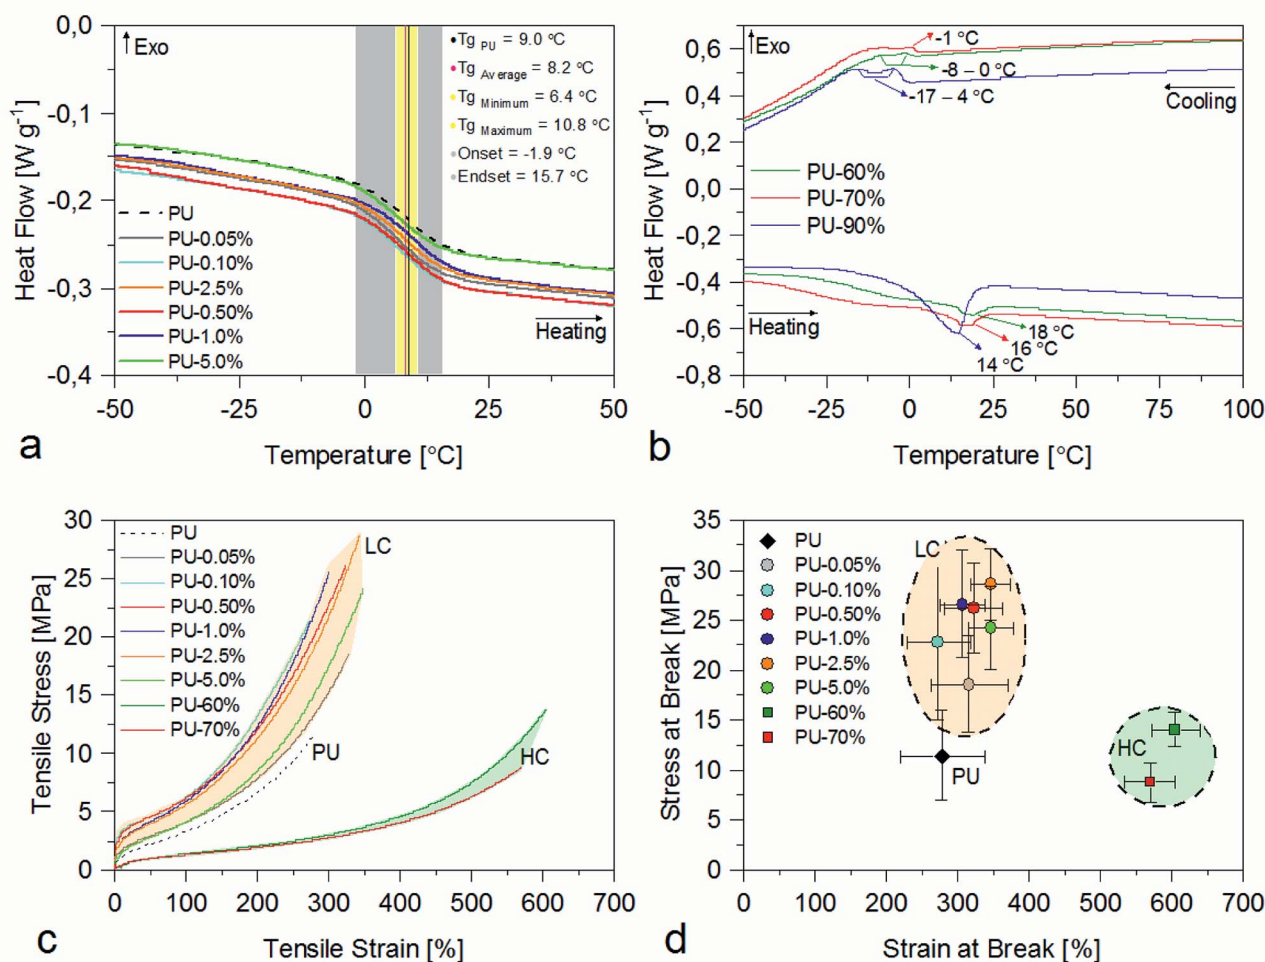 0,0
-0,1
-0,2
-0,3
-0,4
Heat Flow [W g-1]
Exo
Tg PU = 9.0 °C
Tg Average = 8.2 °C
Tg Minimum = 6.4 °C
Tg Maximum = 10.8 °C
Onset = -1.9 °C
Endset = 15.7 °C
PU
PU-0.05%
PU-0.10%
PU-2.5%
PU-0.50%
PU-1.0%
PU-5.0%
Heating
-50 -25 0 25 50
Temperature [°C]
a
0,6
0,4
0,2
0,0
-0,2
-0,4
-0,6
-0,8
Heat Flow [W g-1]
Exo
-1 °C
-8 – 0 °C
-17 – 4 °C
Cooling
PU-60%
PU-70%
PU-90%
Heating
18 °C
16 °C
14 °C
-50 -25 0 25 50 75 100
Temperature [°C]
b
30
25
20
15
10
5
0
Tensile Stress [MPa]
PU
PU-0.05%
PU-0.10%
PU-0.50%
PU-1.0%
PU-2.5%
PU-5.0%
PU-60%
PU-70%
LC
PU
HC
0 100 200 300 400 500 600 700
Tensile Strain [%]
c
35
30
25
20
15
10
5
0
Stress at Break [MPa]
PU
PU-0.05%
PU-0.10%
PU-0.50%
PU-1.0%
PU-2.5%
PU-5.0%
PU-60%
PU-70%
LC
PU
HC
0 100 200 300 400 500 600 700
Strain at Break [%]
d